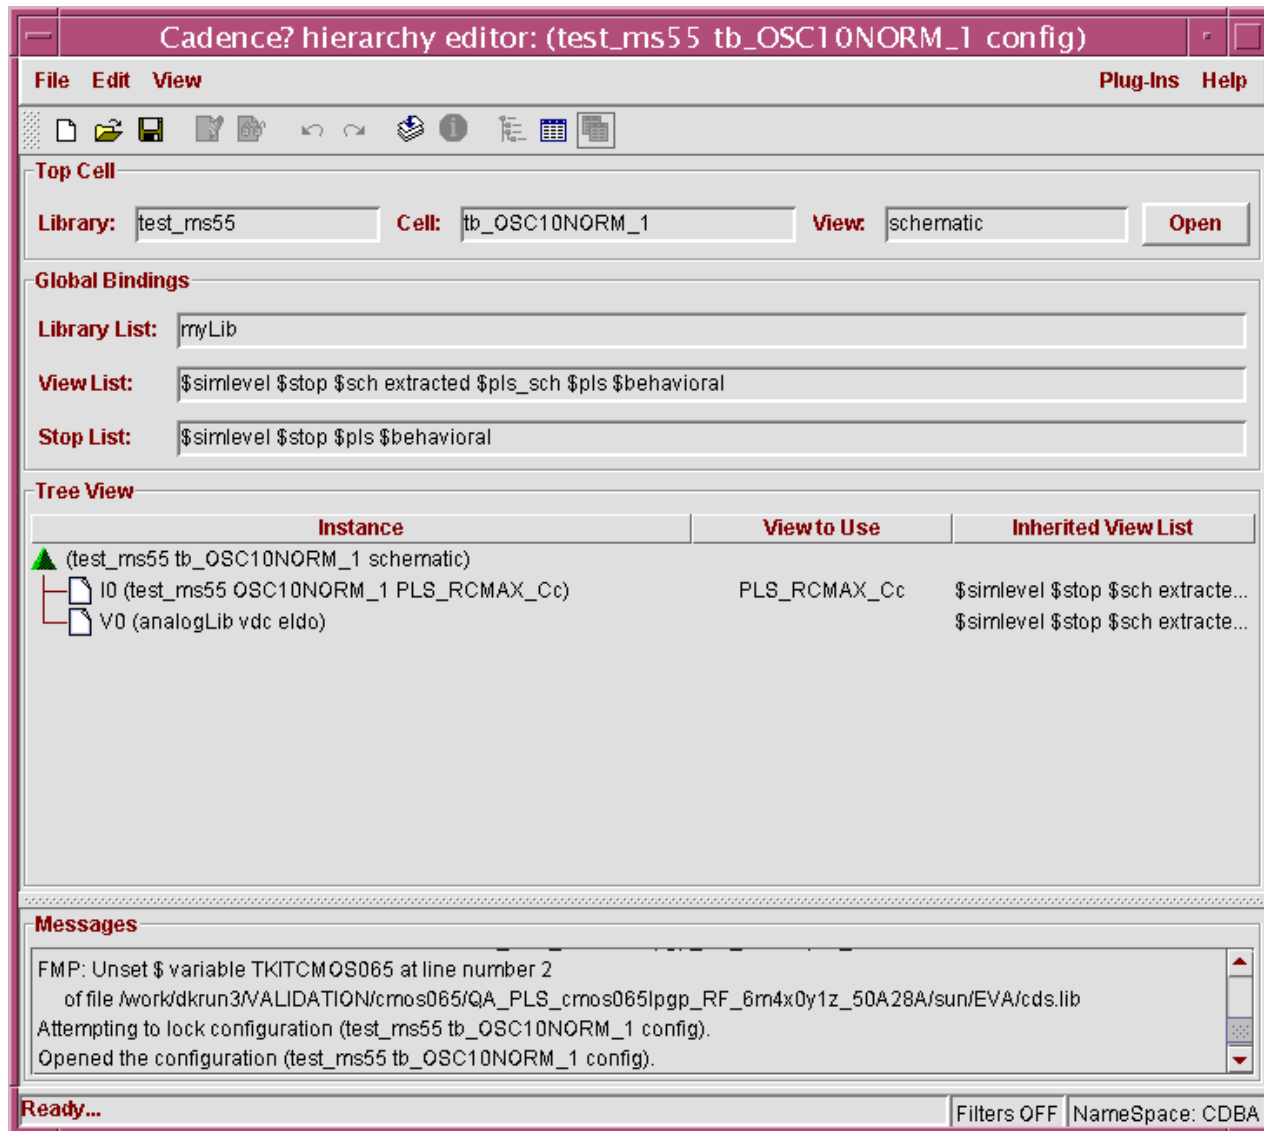 Cadence? hierarchy editor: (test_ms55 tb_OSC10NORM_1 config)
File Edit View Plug-Ins Help
Top Cell
Library: test_ms55 Cell: tb_OSC10NORM_1 View: schematic Open
Global Bindings
Library List: myLib
View List: $simlevel $stop $sch extracted $pls_sch $pls $behavioral
Stop List: $simlevel $stop $pls $behavioral
Tree View
Instance View to Use Inherited View List
(test_ms55 tb_OSC10NORM_1 schematic)
I0 (test_ms55 OSC10NORM_1 PLS_RCMAX_Cc) PLS_RCMAX_Cc $simlevel $stop $sch extracte...
V0 (analogLib vdc eldo) $simlevel $stop $sch extracte...
Messages
FMP: Unset $ variable TKITCMOS065 at line number 2
of file /work/dkrun3/VALIDATION/cmos065/QA_PLS_cmos065lpgp_RF_6m4x0y1z_50A28A/sun/EVA/cds.lib
Attempting to lock configuration (test_ms55 tb_OSC10NORM_1 config).
Opened the configuration (test_ms55 tb_OSC10NORM_1 config).
Ready... Filters OFF NameSpace: CDBA